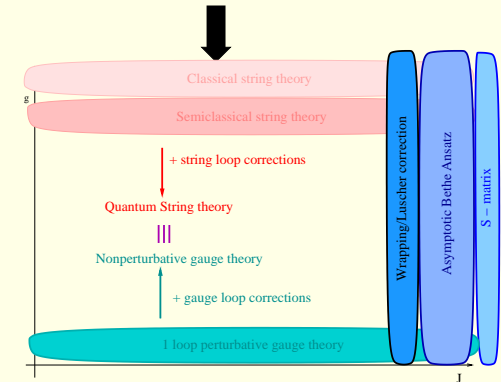 Classical string theory
g
Semiclassical string theory
+ string loop corrections
Quantum String theory
Nonperturbative gauge theory
+ gauge loop corrections
1 loop perturbative gauge theory
J
Wrapping/Luscher correction
Asymptotic Bethe Ansatz
S − matrix